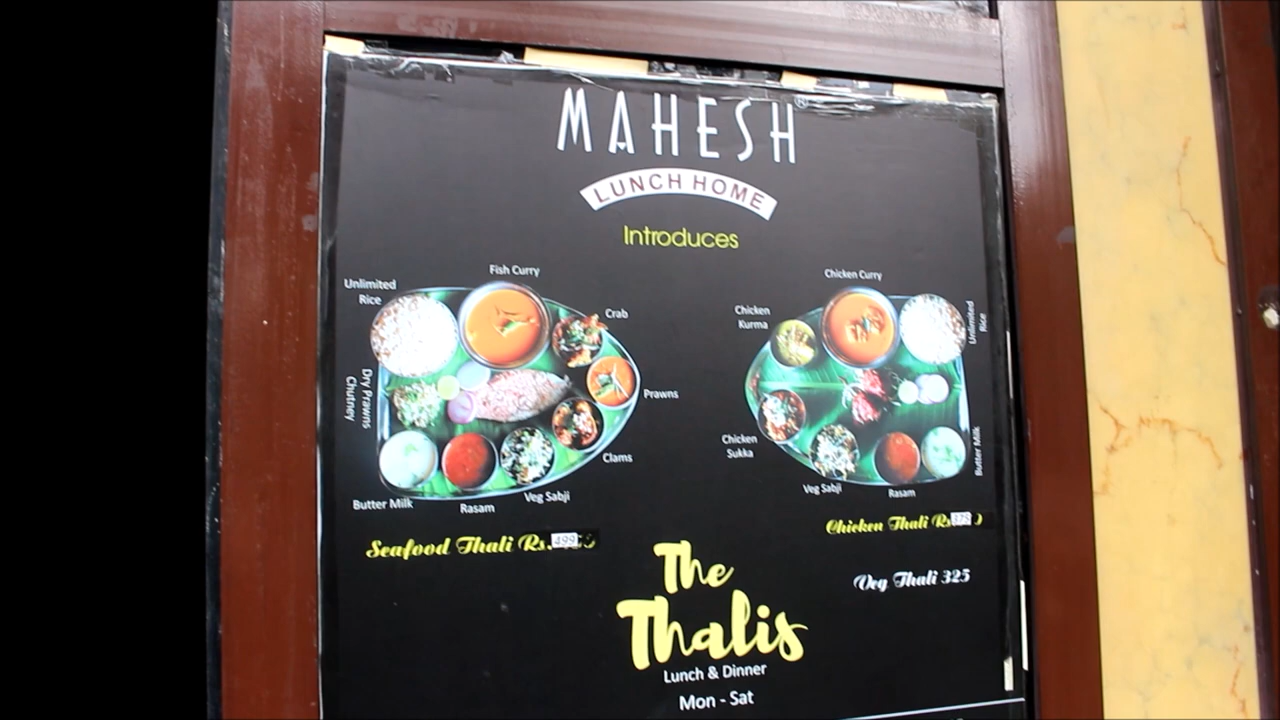 MAHESH®
LUNCH HOME
Introduces
Unlimited
Rice
Fish Curry
Crab
Prawns
Clams
Veg Sabji
Rasam
Butter Milk
Dry Prawns
Chutney
Seafood Thali Rs. 499
Chicken
Kurma
Chicken Curry
Unlimited
Rice
Butter Milk
Rasam
Veg Sabji
Chicken
Sukka
Chicken Thali Rs. 375
Veg Thali 325
The
Thalis
Lunch & Dinner
Mon - Sat